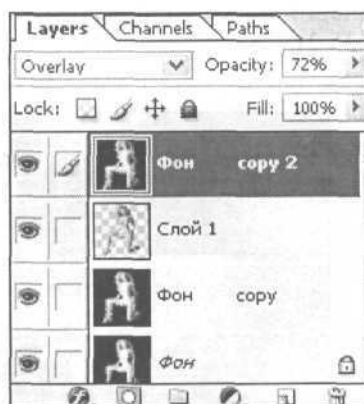 Layers Channels Paths
Overlay Opacity: 72%
Lock: Fill: 100%
Фон copy 2
Слой 1
Фон copy
Фон